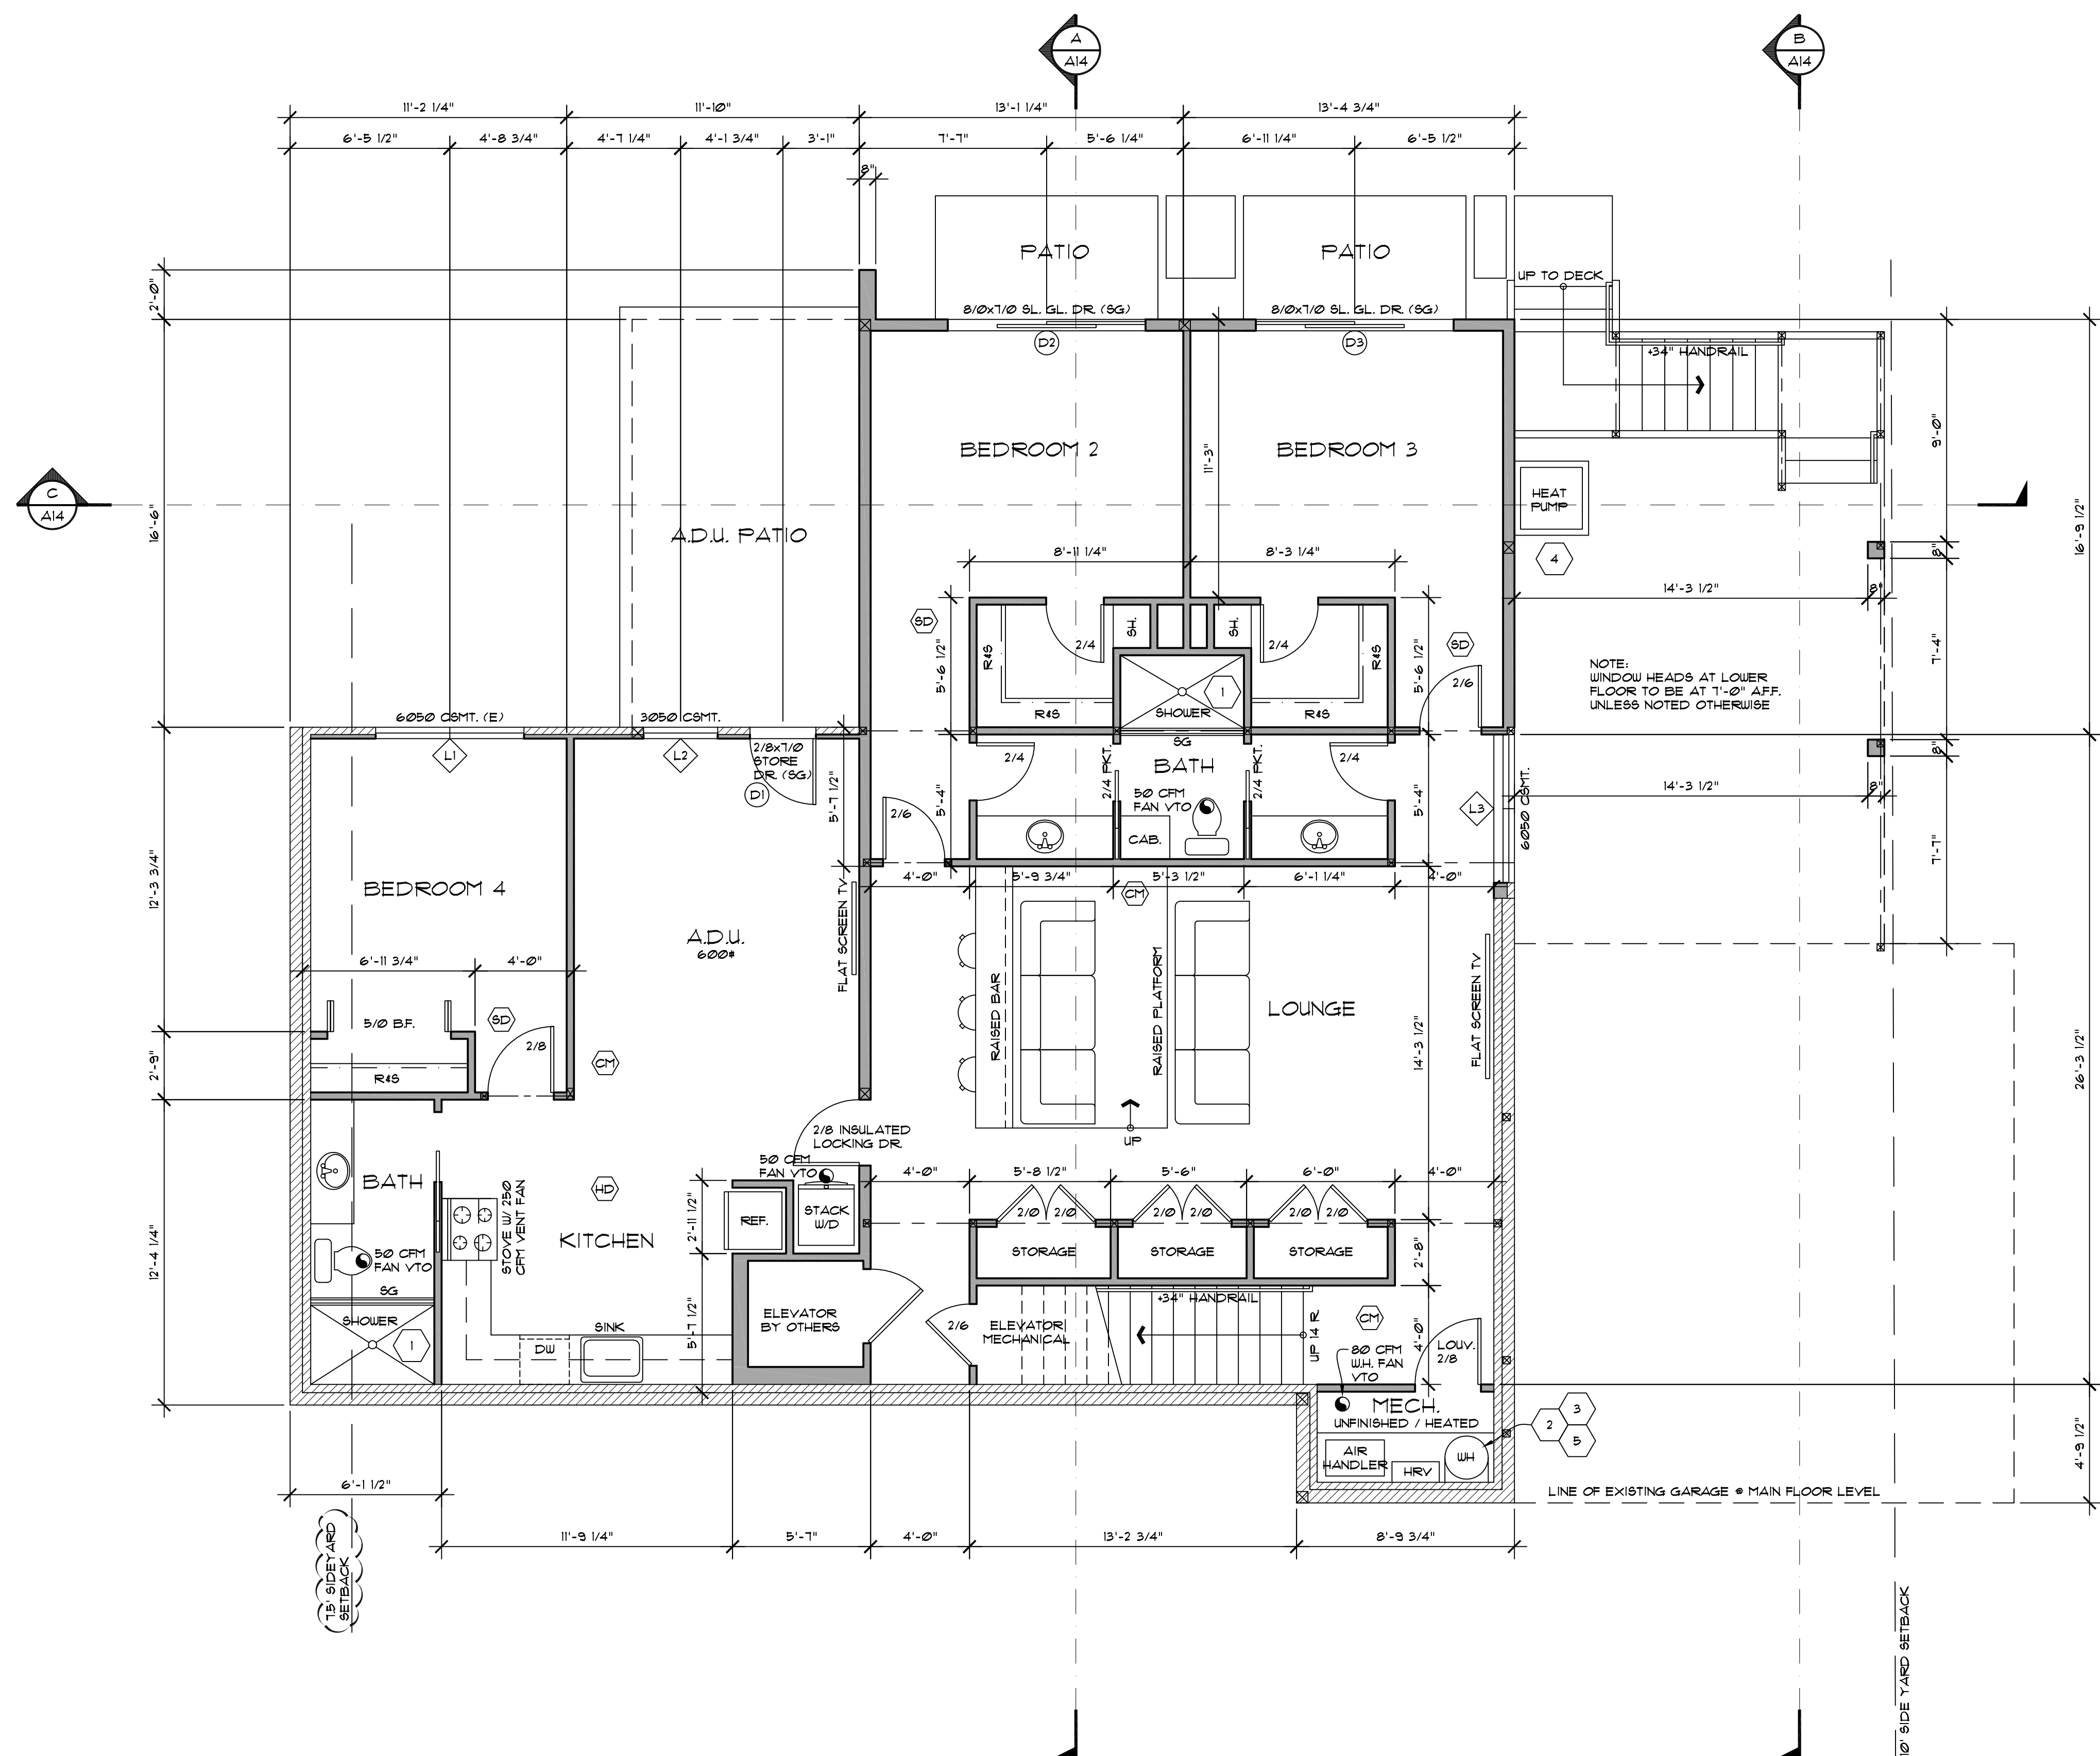 A
A14
B
A14
11'-2 1/4"
11'-10"
13'-1 1/4"
13'-4 3/4"
6'-5 1/2"
4'-8 3/4"
4'-7 1/4"
4'-1 3/4"
3'-1"
7'-7"
5'-6 1/4"
6'-11 1/4"
6'-5 1/2"
8"
PATIO
PATIO
UP TO DECK
2'-0"
8/0x7/0 SL. GL. DR. (SG)
8/0x7/0 SL. GL. DR. (SG)
D2
D3
+34" HANDRAIL
9'-0"
BEDROOM 2
BEDROOM 3
11'-3"
C
A14
HEAT
PUMP
16'-6"
16'-9 1/2"
A.D.U. PATIO
8'-11 1/4"
8'-3 1/4"
4
8"
14'-3 1/2"
8"
SD
SH.
SH.
2/4
2/4
SD
R&S
R&S
5'-6 1/2"
5'-6 1/2"
7'-4"
2/6
NOTE:
WINDOW HEADS AT LOWER
FLOOR TO BE AT 7'-0" A.F.F.
UNLESS NOTED OTHERWISE
1
R&S
SHOWER
R&S
6050 CSMT. (E)
3050 CSMT.
SG
8"
L1
L2
2/8x7/0
STORE
DR. (SG)
D1
2/4
2/4 PKT.
BATH
2/4 PKT.
2/4
5'-7 1/2"
5'-4"
5'-4"
50 CFM
FAN VTO
14'-3 1/2"
8"
L3
6050 CSMT.
2/6
CAB.
7'-7"
12'-3 3/4"
BEDROOM 4
4'-0"
5'-9 3/4"
5'-3 1/2"
6'-1 1/4"
4'-0"
CM
FLAT SCREEN TV
A.D.U.
600#
6'-11 3/4"
4'-0"
RAISED BAR
RAISED PLATFORM
LOUNGE
FLAT SCREEN TV
5/0 B.F.
SD
2/8
14'-3 1/2"
26'-3 1/2"
2'-9"
CM
R&S
UP
2/8 INSULATED
LOCKING DR.
50 CFM
FAN VTO
4'-0"
5'-8 1/2"
5'-6"
6'-0"
4'-0"
BATH
HD
STOVE W/ 250
CFM VENT FAN
2'-11 1/2"
REF.
STACK
W/D
2/0
2/0
2/0
2/0
2/0
2/0
KITCHEN
STORAGE
STORAGE
STORAGE
2'-8"
50 CFM
FAN VTO
12'-4 1/4"
SG
SHOWER
1
SINK
DW
5'-7 1/2"
ELEVATOR
BY OTHERS
2/6
ELEVATOR
MECHANICAL
+34" HANDRAIL
UP 14 R
CM
4'-0"
LOUV.
2/8
80 CFM
W.H. FAN
VTO
MECH.
UNFINISHED / HEATED
3
2
5
AIR
HANDLER
HRV
WH
4'-9 1/2"
6'-1 1/2"
LINE OF EXISTING GARAGE @ MAIN FLOOR LEVEL
11'-9 1/4"
5'-7"
4'-0"
13'-2 3/4"
8'-9 3/4"
7.5' SIDEYARD
SETBACK
10' SIDE YARD SETBACK